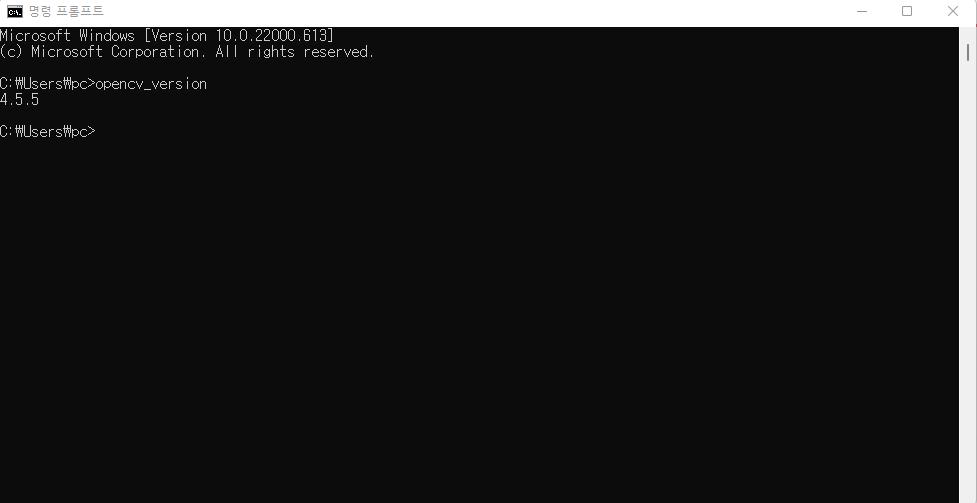 명령 프롬프트
Microsoft Windows [Version 10.0.22000.613]
(c) Microsoft Corporation. All rights reserved.
C:₩Users₩pc>opencv_version
4.5.5
C:₩Users₩pc>